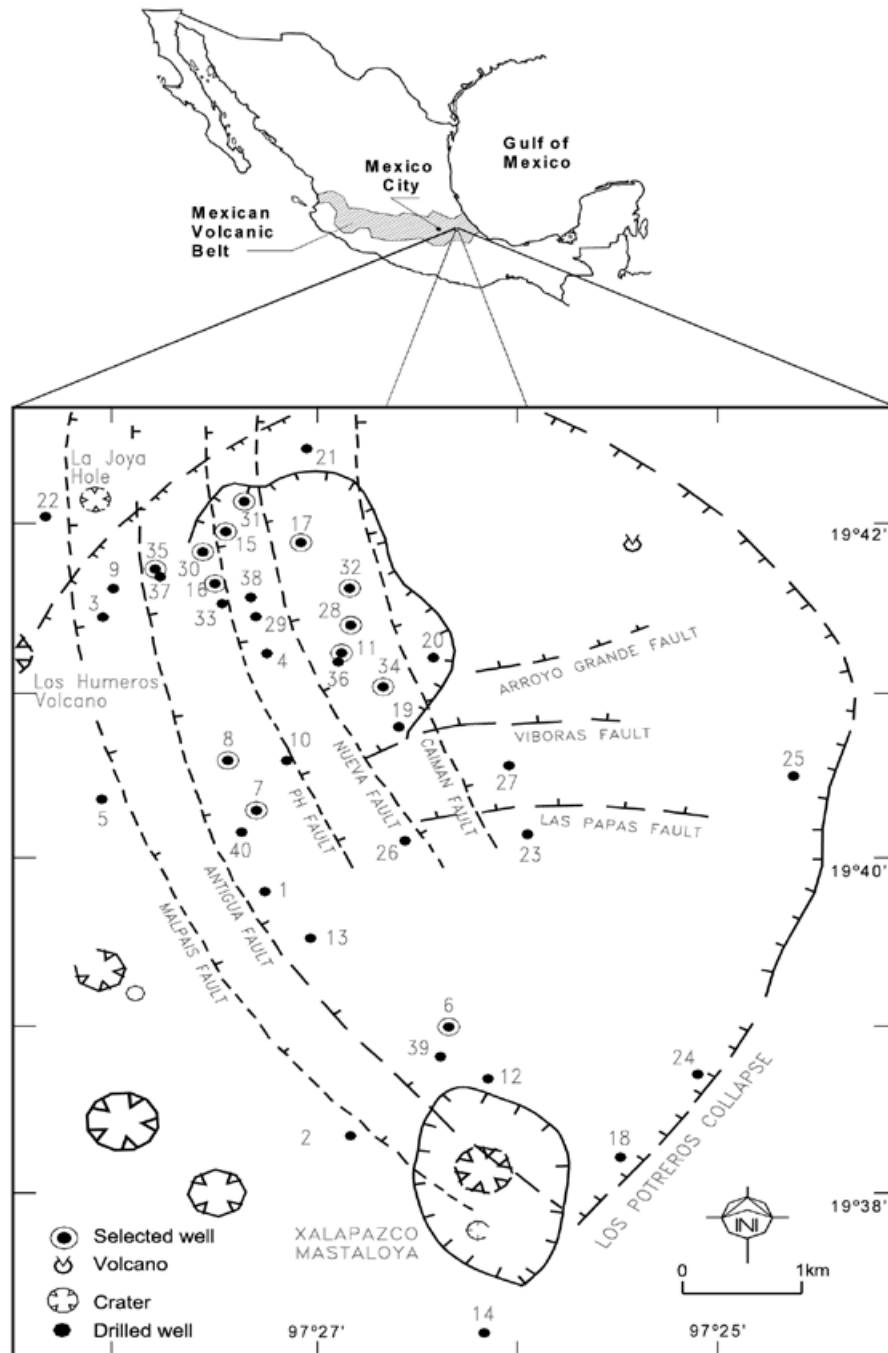 Gulf of
Mexico
Mexico
City
Mexican
Volcanic
Belt
La Joya
Hole
21
22
31
17
15
19°42'
35
30
32
9
37
16
38
3
33
29
28
4
11
20
36
34
ARROYO GRANDE FAULT
Los Humeros
Volcano
19
8
10
VIBORAS FAULT
27
25
7
5
PH FAULT
NUEVA FAULT
CAIMAN FAULT
LAS PAPAS FAULT
40
26
23
19°40'
1
ANTIGUA FAULT
MALPAIS FAULT
13
6
39
12
24
2
18
LOS POTREROS COLLAPSE
19°38'
XALAPAZCO
MASTALOYA
Selected well
Volcano
Crater
Drilled well
N
0
1km
14
97°27'
97°25'